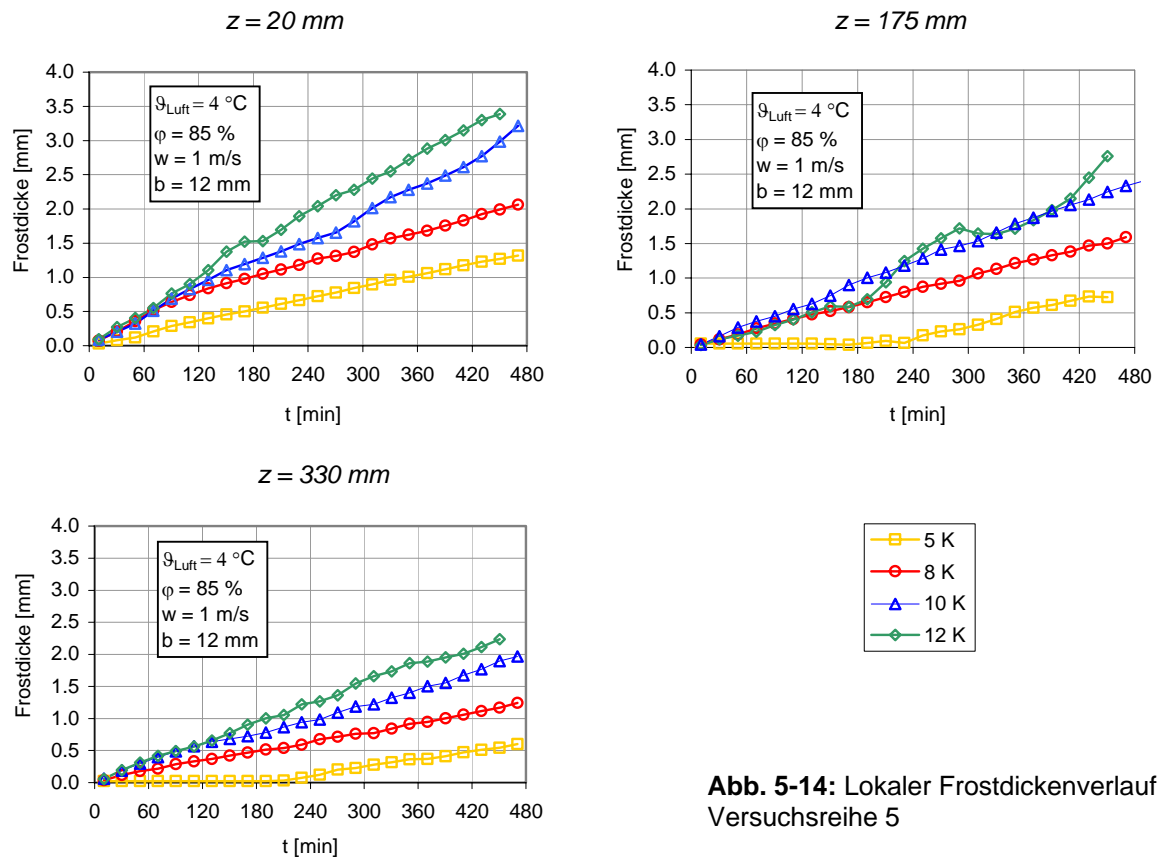 z = 20 mm
4.0
3.5
3.0
2.5
2.0
1.5
1.0
0.5
0.0
Frostdicke [mm]
ϑLuft = 4 °C
φ = 85 %
w = 1 m/s
b = 12 mm
0 60 120 180 240 300 360 420 480
t [min]
z = 175 mm
4.0
3.5
3.0
2.5
2.0
1.5
1.0
0.5
0.0
Frostdicke [mm]
ϑLuft = 4 °C
φ = 85 %
w = 1 m/s
b = 12 mm
0 60 120 180 240 300 360 420 480
t [min]
z = 330 mm
4.0
3.5
3.0
2.5
2.0
1.5
1.0
0.5
0.0
Frostdicke [mm]
ϑLuft = 4 °C
φ = 85 %
w = 1 m/s
b = 12 mm
0 60 120 180 240 300 360 420 480
t [min]
5 K
8 K
10 K
12 K
Abb. 5-14: Lokaler Frostdickenverlauf
Versuchsreihe 5